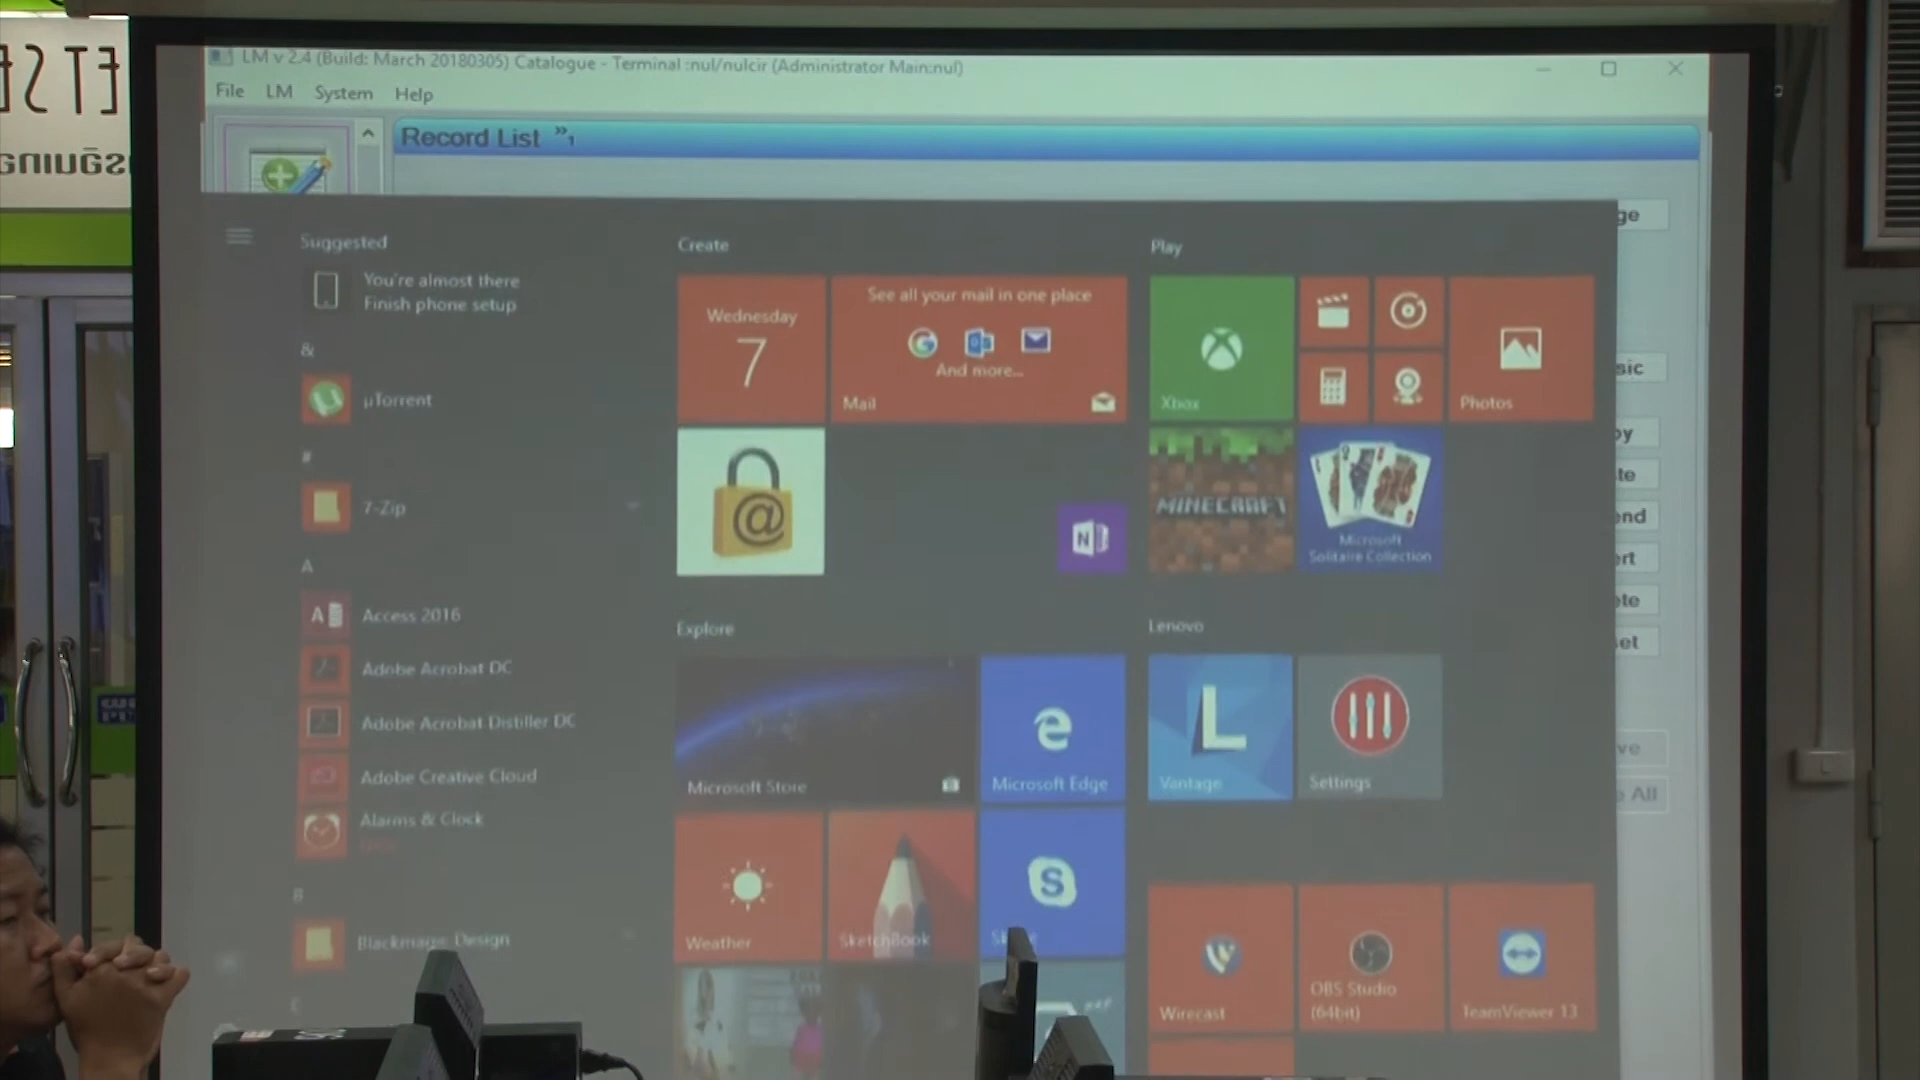 LM v 2.4 (Build: March 20180305) Catalogue - Terminal :nul/nulcir (Administrator Main:nul)
File LM System Help
Record List »1
Suggested
You're almost there
Finish phone setup
&
µTorrent
#
7-Zip
A
Access 2016
Adobe Acrobat DC
Adobe Acrobat Distiller DC
Adobe Creative Cloud
Alarms & Clock
B
Blackmagic Design
C
Create
Wednesday
7
See all your mail in one place
And more...
Mail
Explore
Microsoft Store
Microsoft Edge
Weather
SketchBook
Play
Xbox
Photos
MINECRAFT
Microsoft
Solitaire Collection
Lenovo
Vantage
Settings
Wirecast
OBS Studio
(64bit)
TeamViewer 13
All